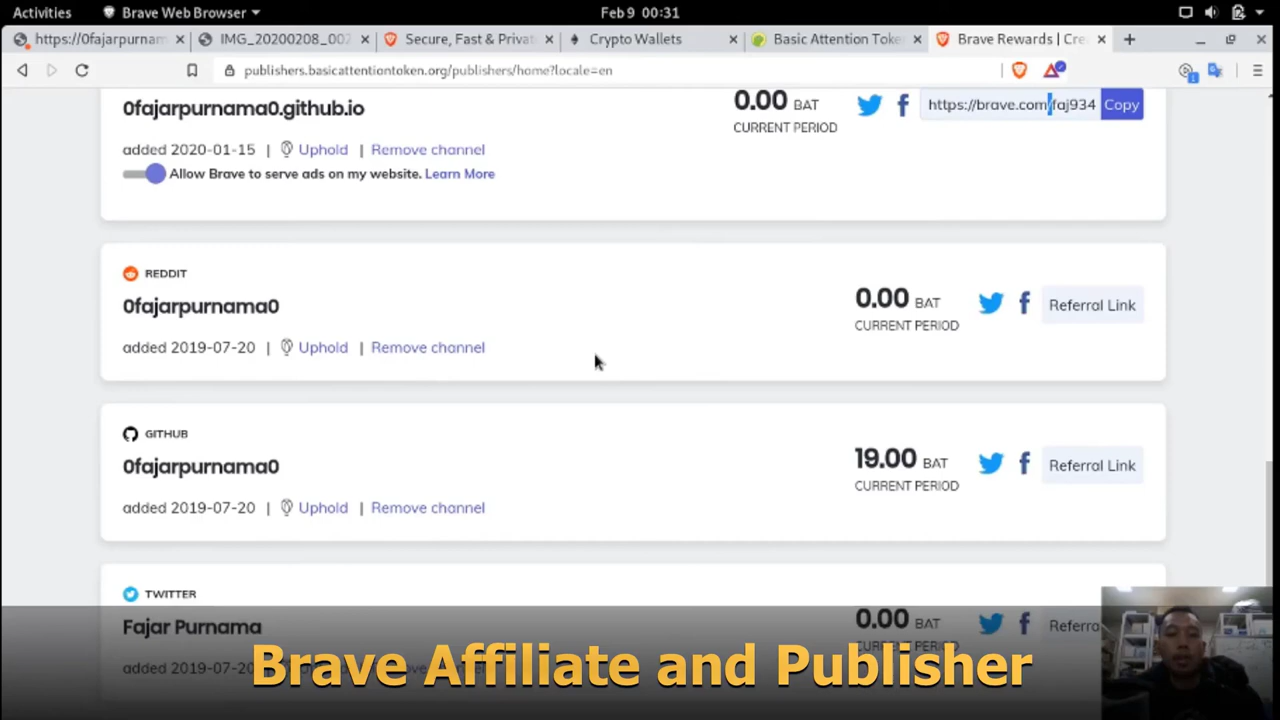 Activities Brave Web Browser Feb 9 00:31
https://0fajarpurnam IMG_20200208_002 Secure, Fast & Privat Crypto Wallets Basic Attention Toke Brave Rewards | Cre
publishers.basicattentiontoken.org/publishers/home?locale=en
0fajarpurnama0.github.io 0.00 BAT https://brave.com/faj934 Copy
CURRENT PERIOD
added 2020-01-15 | Uphold | Remove channel
Allow Brave to serve ads on my website. Learn More
REDDIT
0fajarpurnama0 0.00 BAT Referral Link
CURRENT PERIOD
added 2019-07-20 | Uphold | Remove channel
GITHUB
0fajarpurnama0 19.00 BAT Referral Link
CURRENT PERIOD
added 2019-07-20 | Uphold | Remove channel
TWITTER
Fajar Purnama 0.00 BAT Referra
Brave Affiliate and Publisher